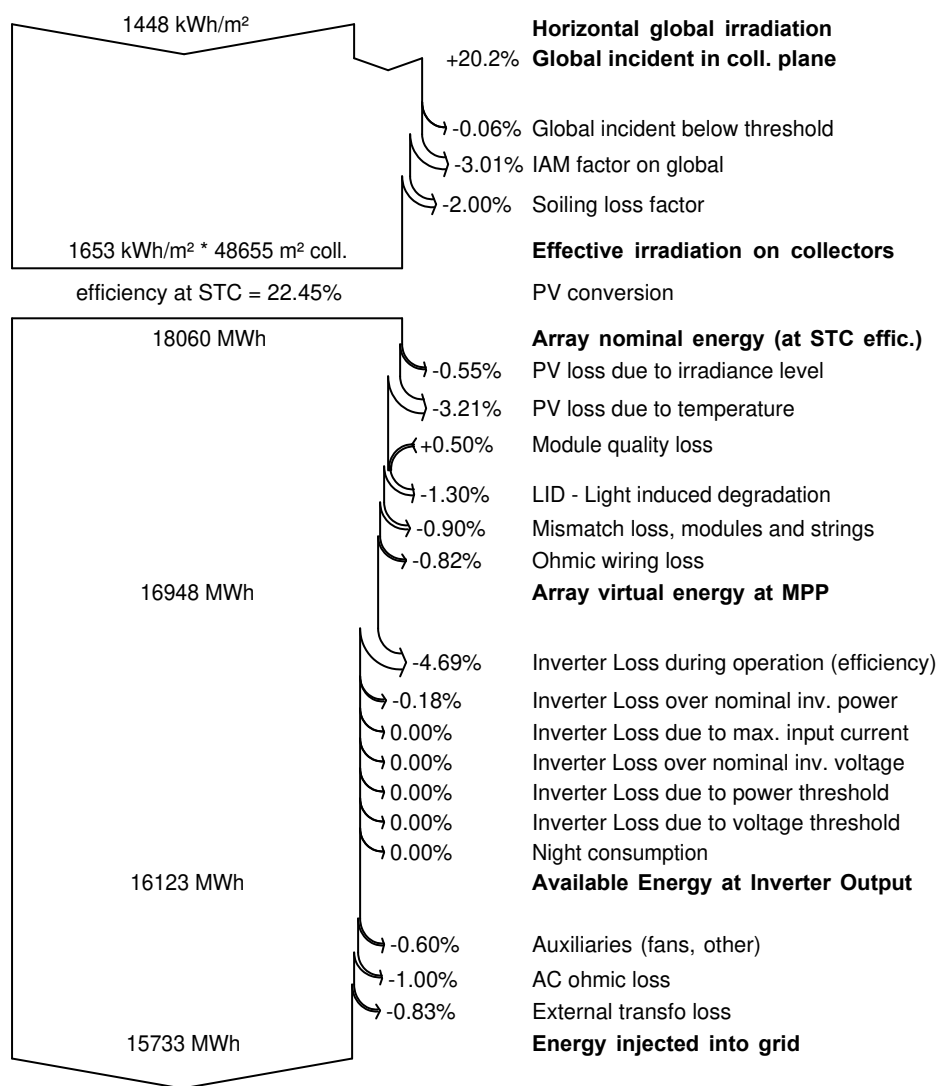 1448 kWh/m² Horizontal global irradiation
+20.2% Global incident in coll. plane
-0.06% Global incident below threshold
-3.01% IAM factor on global
-2.00% Soiling loss factor
1653 kWh/m² * 48655 m² coll. Effective irradiation on collectors
efficiency at STC = 22.45% PV conversion
18060 MWh Array nominal energy (at STC effic.)
-0.55% PV loss due to irradiance level
-3.21% PV loss due to temperature
+0.50% Module quality loss
-1.30% LID - Light induced degradation
-0.90% Mismatch loss, modules and strings
-0.82% Ohmic wiring loss
16948 MWh Array virtual energy at MPP
-4.69% Inverter Loss during operation (efficiency)
-0.18% Inverter Loss over nominal inv. power
0.00% Inverter Loss due to max. input current
0.00% Inverter Loss over nominal inv. voltage
0.00% Inverter Loss due to power threshold
0.00% Inverter Loss due to voltage threshold
0.00% Night consumption
16123 MWh Available Energy at Inverter Output
-0.60% Auxiliaries (fans, other)
-1.00% AC ohmic loss
-0.83% External transfo loss
15733 MWh Energy injected into grid